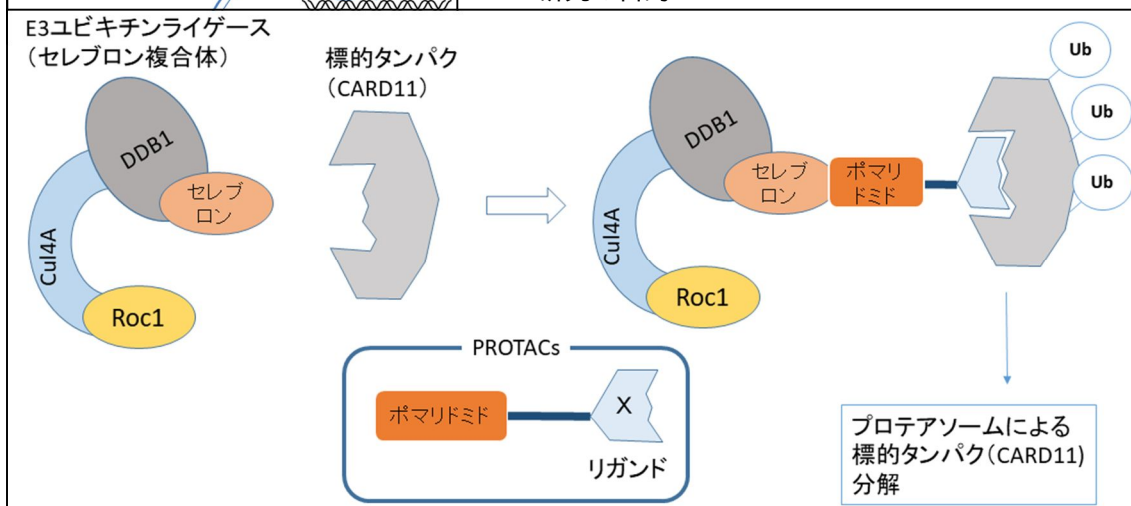 E3ユビキチンライゲース
（セレブロン複合体）
標的タンパク
（CARD11）
DDB1
セレブ
ロン
Cul4A
Roc1
DDB1
セレブ
ロン
ポマリ
ドミド
Cul4A
Roc1
Ub
Ub
Ub
PROTACs
ポマリドミド
X
リガンド
プロテアソームによる
標的タンパク（CARD11)
分解